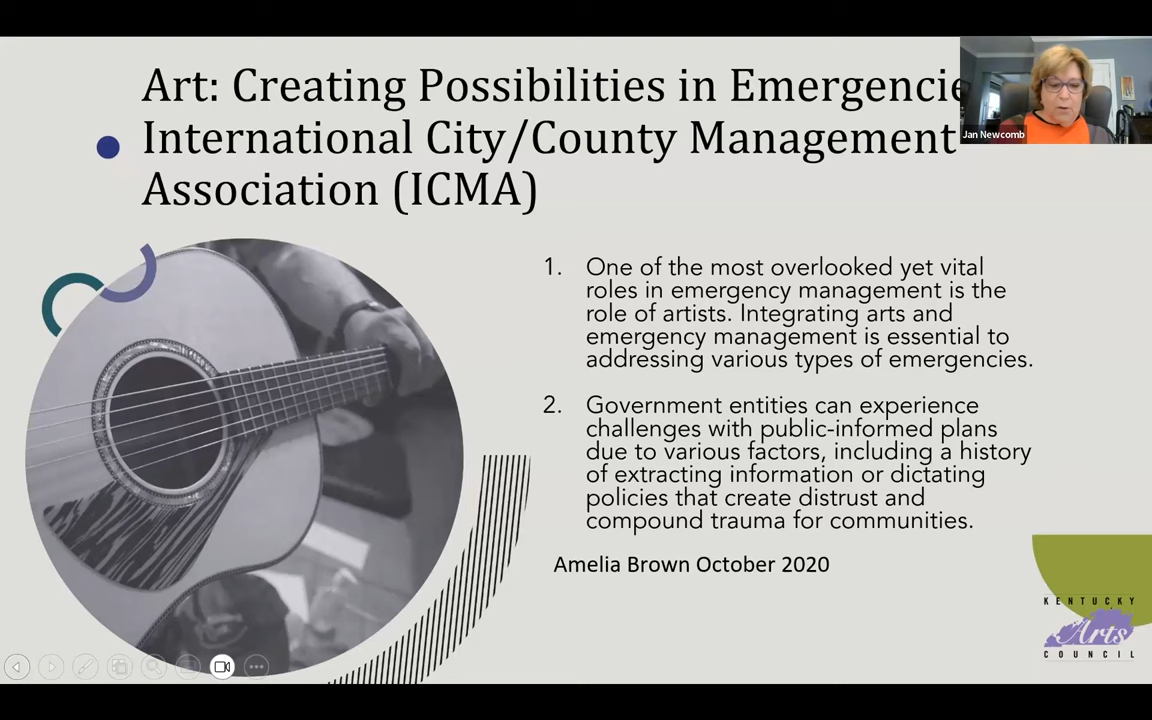 Art: Creating Possibilities in Emergencie
International City/County Management
Association (ICMA)
Jan Newcomb
1. One of the most overlooked yet vital
roles in emergency management is the
role of artists. Integrating arts and
emergency management is essential to
addressing various types of emergencies.
2. Government entities can experience
challenges with public-informed plans
due to various factors, including a history
of extracting information or dictating
policies that create distrust and
compound trauma for communities.
Amelia Brown October 2020
KENTUCKY
Arts
COUNCIL